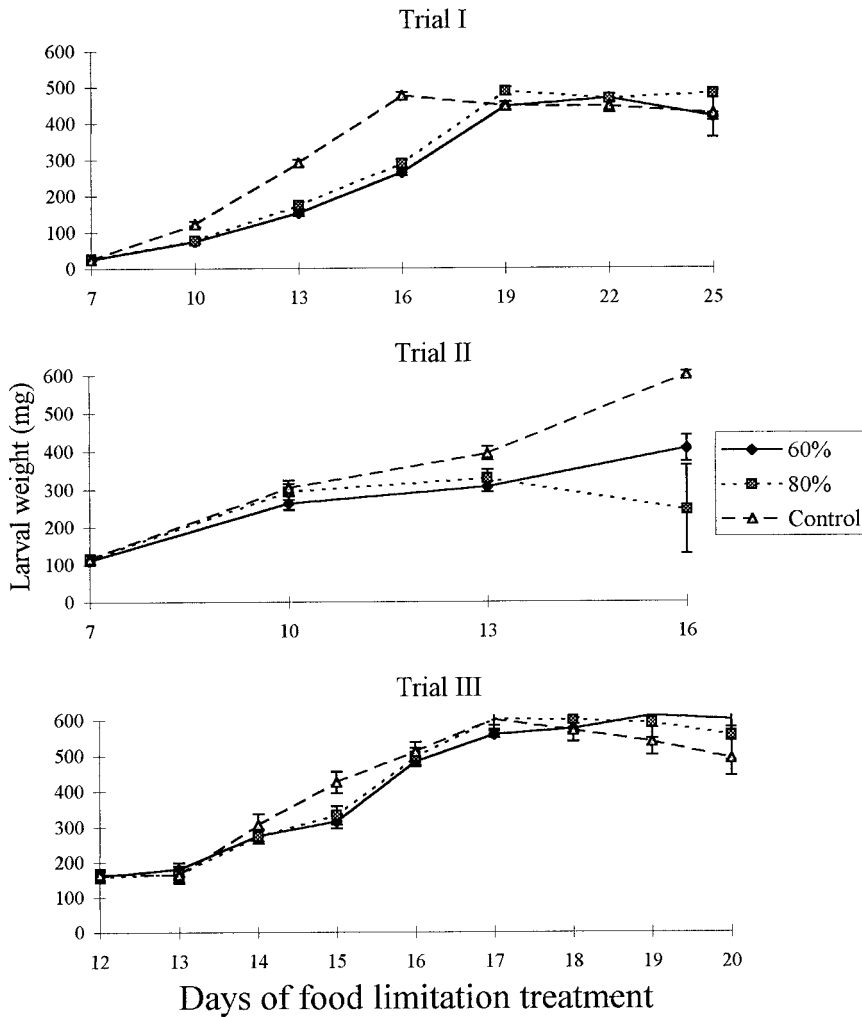 Trial I
600
500
400
300
200
100
0
7 10 13 16 19 22 25
Trial II
Larval weight (mg)
600
500
400
300
200
100
0
7 10 13 16
60%
80%
Control
Trial III
600
500
400
300
200
100
0
12 13 14 15 16 17 18 19 20
Days of food limitation treatment